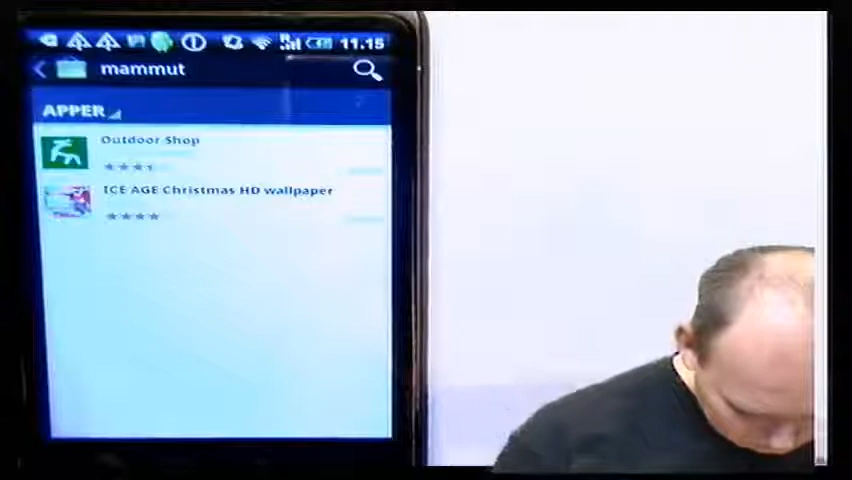 11.15
mammut
APPER
Outdoor Shop
ICE AGE Christmas HD wallpaper